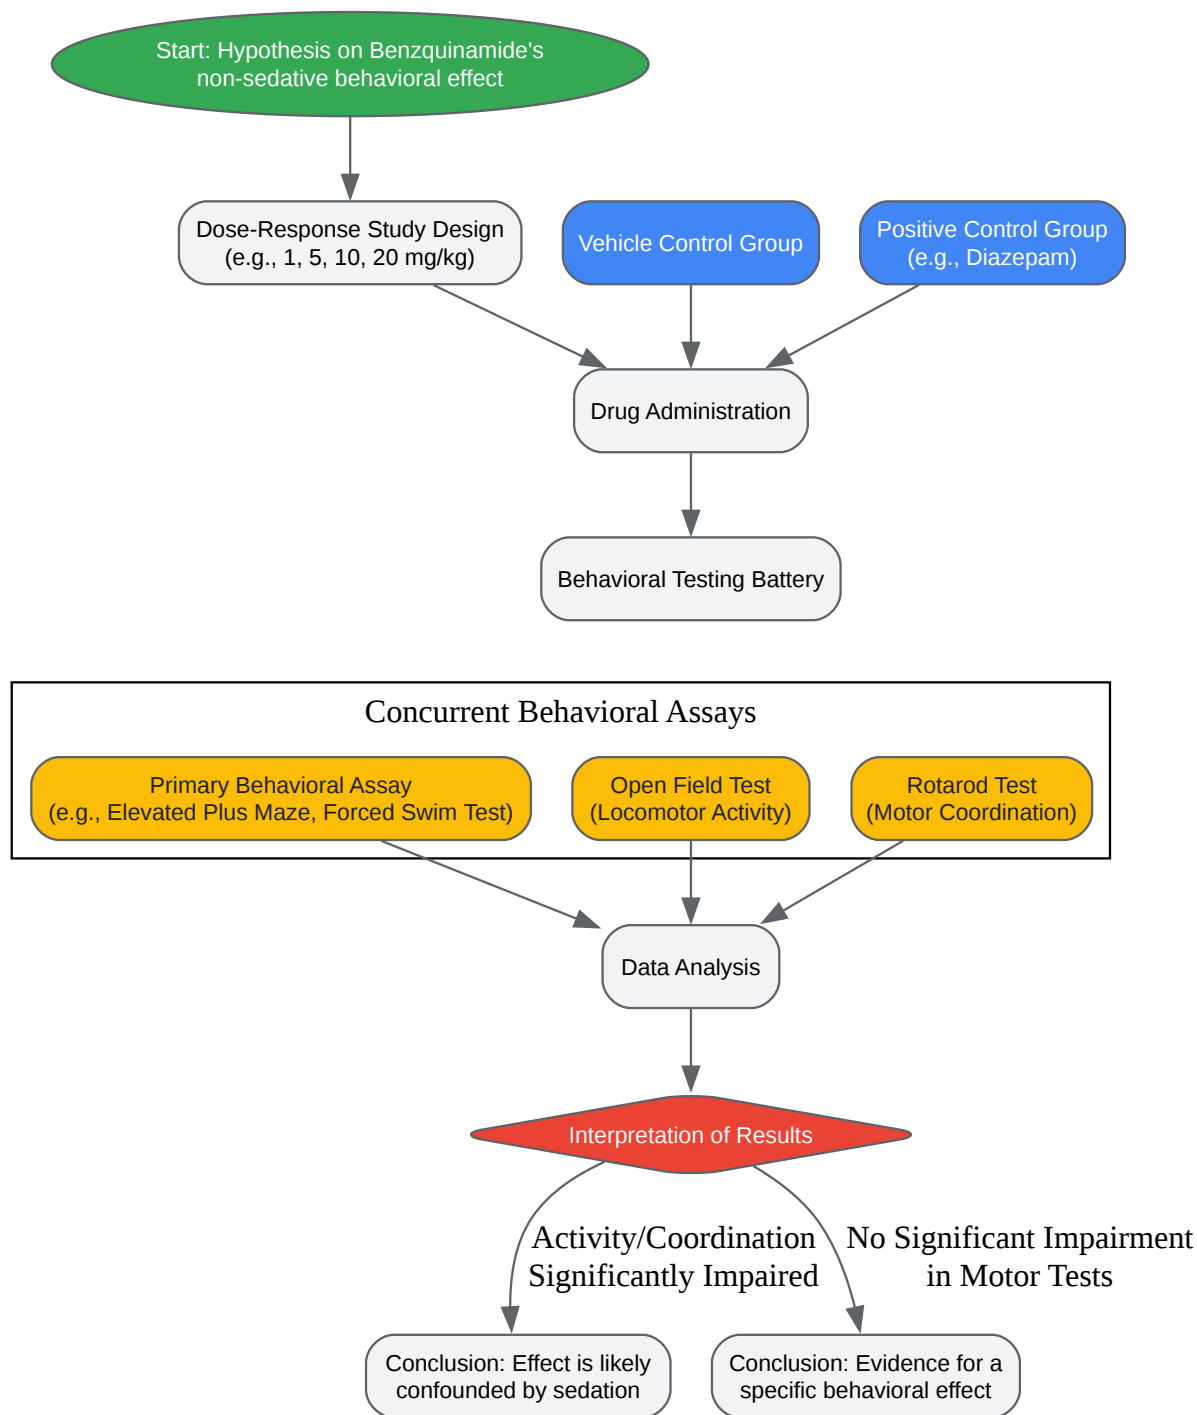 Start: Hypothesis on Benzquinamide's
non-sedative behavioral effect
Dose-Response Study Design
(e.g., 1, 5, 10, 20 mg/kg)
Vehicle Control Group
Positive Control Group
(e.g., Diazepam)
Drug Administration
Behavioral Testing Battery
Concurrent Behavioral Assays
Primary Behavioral Assay
(e.g., Elevated Plus Maze, Forced Swim Test)
Open Field Test
(Locomotor Activity)
Rotarod Test
(Motor Coordination)
Data Analysis
Interpretation of Results
Activity/Coordination
Significantly Impaired
No Significant Impairment
in Motor Tests
Conclusion: Effect is likely
confounded by sedation
Conclusion: Evidence for a
specific behavioral effect